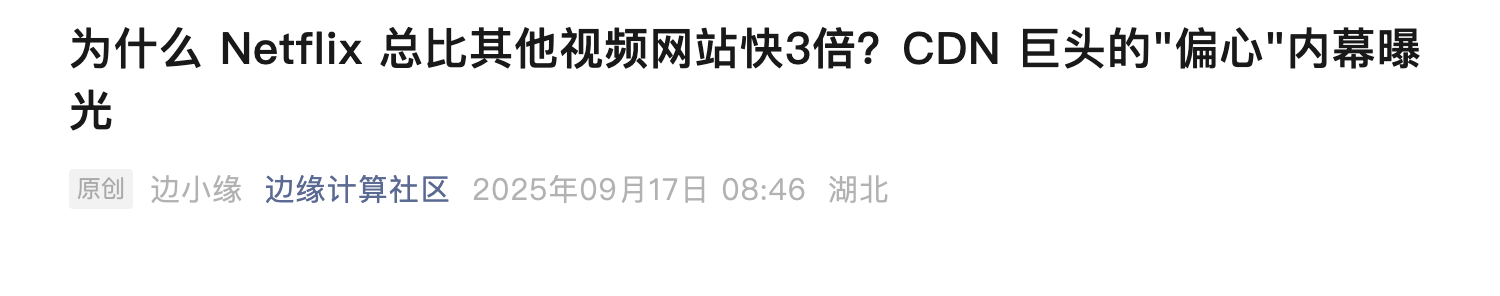 为什么 Netflix 总比其他视频网站快3倍？CDN 巨头的"偏心"内幕曝
光
原创 边小缘 边缘计算社区 2025年09月17日 08:46 湖北